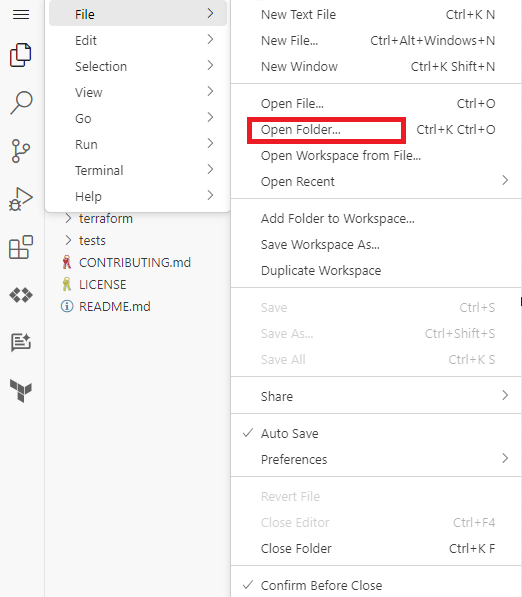 File
Edit
Selection
View
Go
Run
Terminal
Help
terraform
tests
CONTRIBUTING.md
LICENSE
README.md
New Text File Ctrl+K N
New File... Ctrl+Alt+Windows+N
New Window Ctrl+K Shift+N
Open File... Ctrl+O
Open Folder... Ctrl+K Ctrl+O
Open Workspace from File...
Open Recent
Add Folder to Workspace...
Save Workspace As...
Duplicate Workspace
Save Ctrl+S
Save As... Ctrl+Shift+S
Save All Ctrl+K S
Share
Auto Save
Preferences
Revert File
Close Editor Ctrl+F4
Close Folder Ctrl+K F
Confirm Before Close